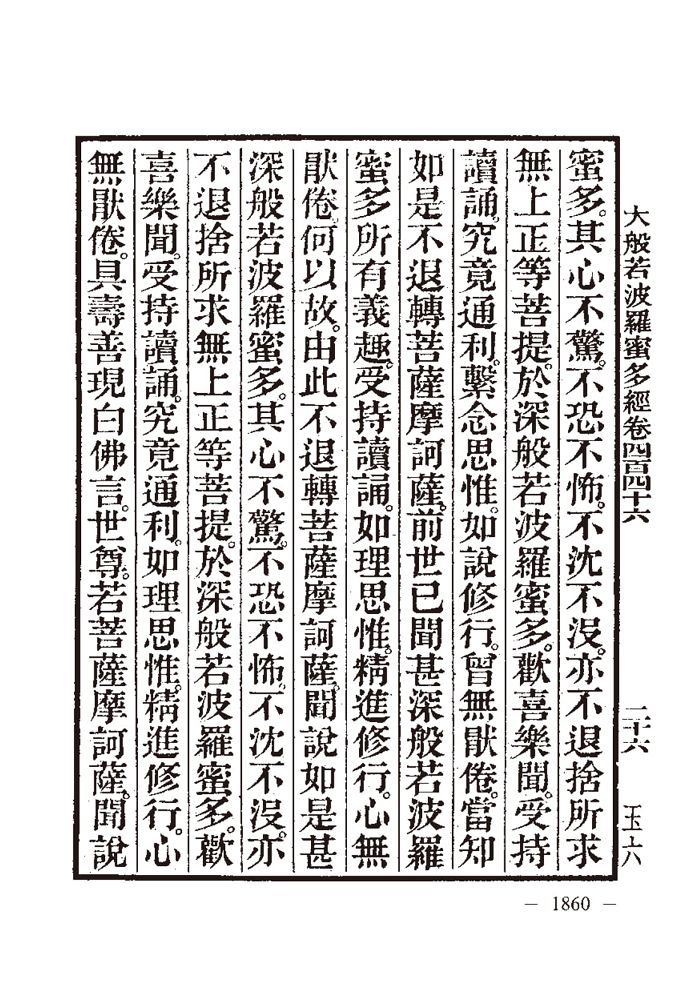 大般若波羅蜜多經卷四百四十六 二十六 玉六
蜜多。其心不驚。不恐不怖。不沈不沒。亦不退捨所求
無上正等菩提。於深般若波羅蜜多。歡喜樂聞。受持
讀誦。究竟通利。繫念思惟。如說修行。曾無猒倦。當知
如是不退轉菩薩摩訶薩。前世已聞甚深般若波羅
蜜多所有義趣。受持讀誦。如理思惟。精進修行。心無
猒倦。何以故。由此不退轉菩薩摩訶薩。聞說如是甚
深般若波羅蜜多。其心不驚。不恐不怖。不沈不沒。亦
不退捨所求無上正等菩提。於深般若波羅蜜多。歡
喜樂聞。受持讀誦。究竟通利。如理思惟。精進修行。心
無猒倦。具壽善現白佛言。世尊。若菩薩摩訶薩。聞說
— 1860 —